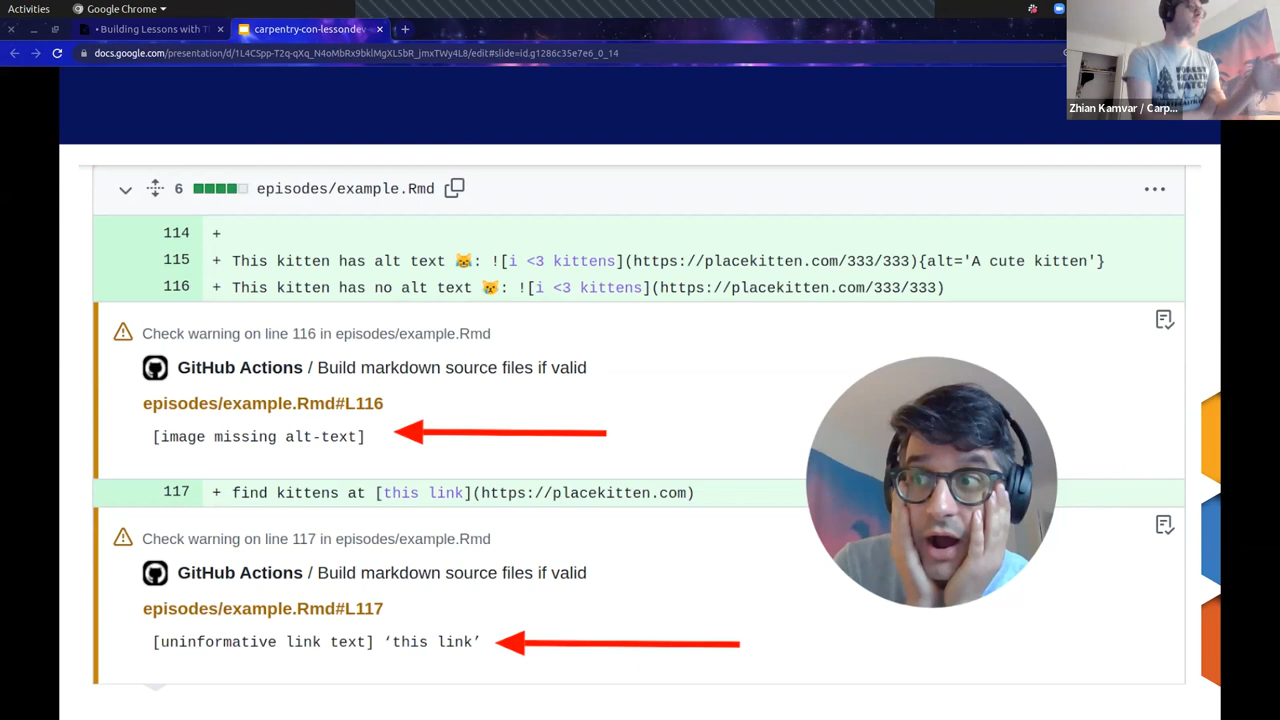 Activities
Google Chrome
• Building Lessons with T
carpentry-con-lessondev
docs.google.com/presentation/d/1L4CSpp-T2q-qXq_N4oMbRx9bklMgXL5bR_jmxTWy4L8/edit#slide=id.g1286c35e7e6_0_14
FOREST
HEALTH
WATCH
Zhian Kamvar / Carp...
6 episodes/example.Rmd
114 +
115 + This kitten has alt text 😹: ![i <3 kittens](https://placekitten.com/333/333){alt='A cute kitten'}
116 + This kitten has no alt text 😿: ![i <3 kittens](https://placekitten.com/333/333)
Check warning on line 116 in episodes/example.Rmd
GitHub Actions / Build markdown source files if valid
episodes/example.Rmd#L116
[image missing alt-text]
117 + find kittens at [this link](https://placekitten.com)
Check warning on line 117 in episodes/example.Rmd
GitHub Actions / Build markdown source files if valid
episodes/example.Rmd#L117
[uninformative link text] ‘this link’